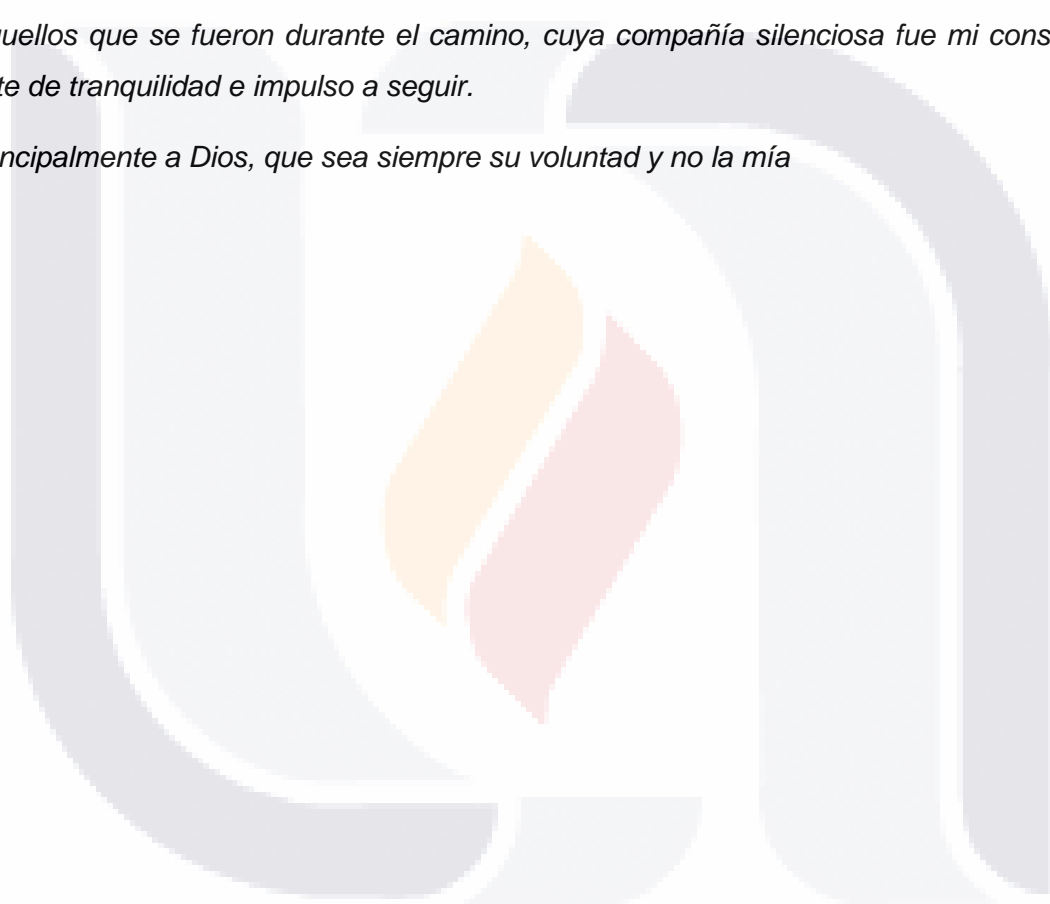 uellos que se fueron durante el camino, cuya compañía silenciosa fue mi cons
te de tranquilidad e impulso a seguir.
ncipalmente a Dios, que sea siempre su voluntad y no la mía